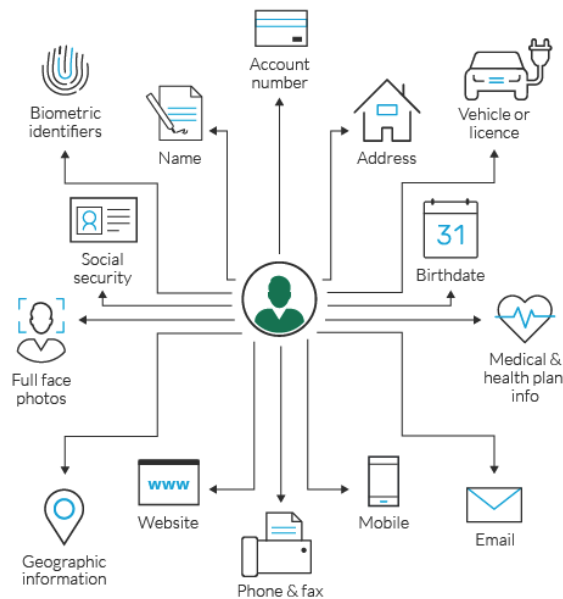 Account
number
Biometric
identifiers
Name
Address
Vehicle or
licence
Social
security
31
Birthdate
Full face
photos
Medical &
health plan
info
www
Website
Mobile
Email
Geographic
information
Phone & fax